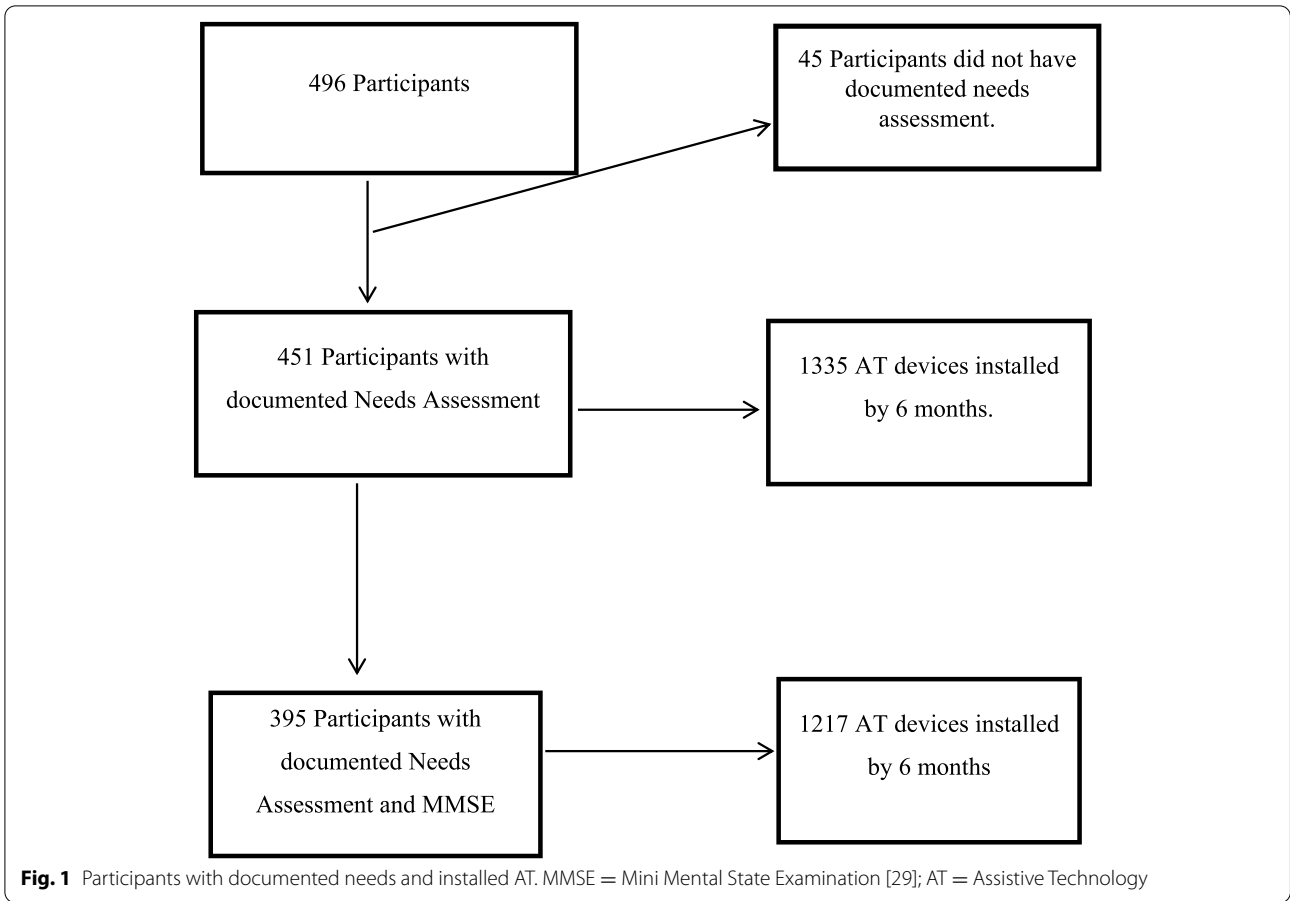 496 Participants
45 Participants did not have
documented needs
assessment.
451 Participants with
documented Needs Assessment
1335 AT devices installed
by 6 months.
395 Participants with
documented Needs
Assessment and MMSE
1217 AT devices installed
by 6 months
Fig. 1 Participants with documented needs and installed AT. MMSE = Mini Mental State Examination [29]; AT = Assistive Technology